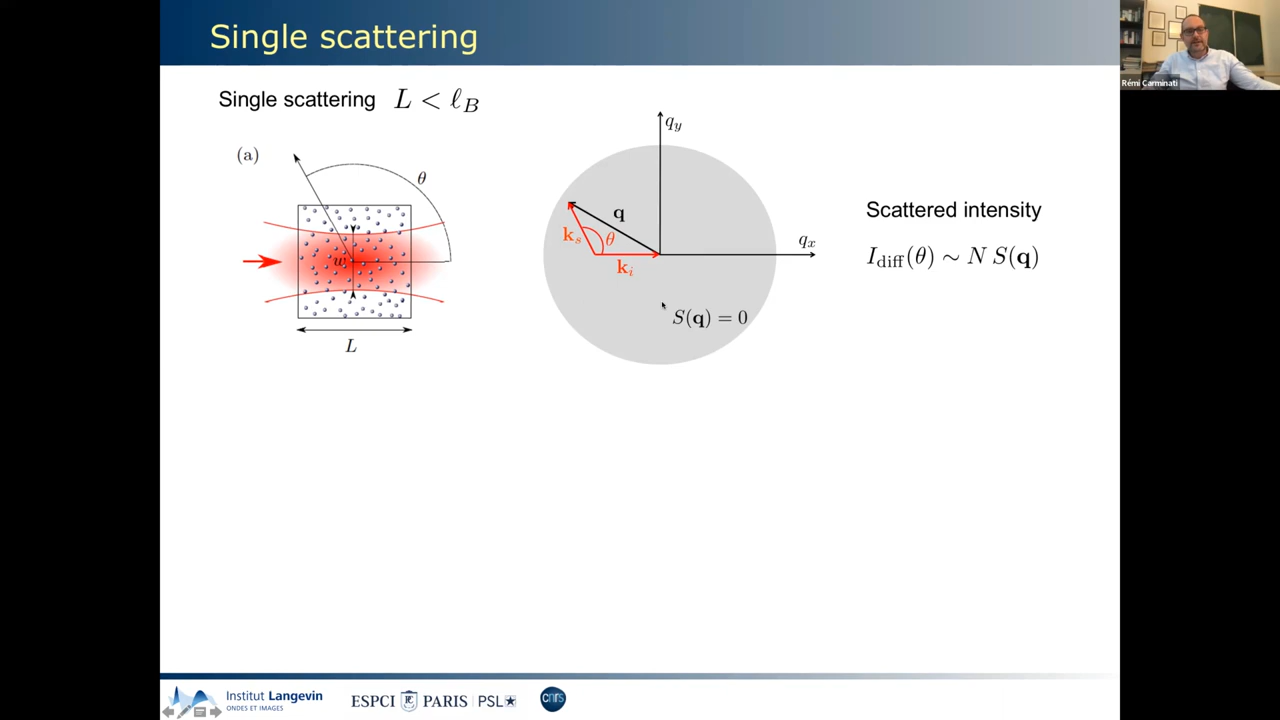 Single scattering
Rémi Carminati
Single scattering L < ℓ_B
(a)
θ
w
L
q_y
q_x
q
k_s
θ
k_i
S(q) = 0
Scattered intensity
I_diff(θ) ∼ N S(q)
Institut Langevin
ONDES ET IMAGES
ESPCI PARIS PSL
cnrs